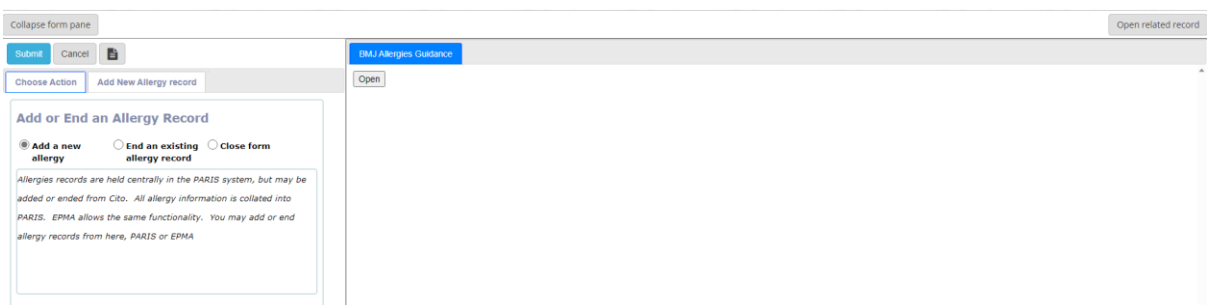 Collapse form pane
Open related record
Submit Cancel
BMJ Allergies Guidance
Choose Action Add New Allergy record
Open
Add or End an Allergy Record
Add a new allergy
End an existing allergy record
Close form
Allergies records are held centrally in the PARIS system, but may be
added or ended from Cito. All allergy information is collated into
PARIS. EPMA allows the same functionality. You may add or end
allergy records from here, PARIS or EPMA